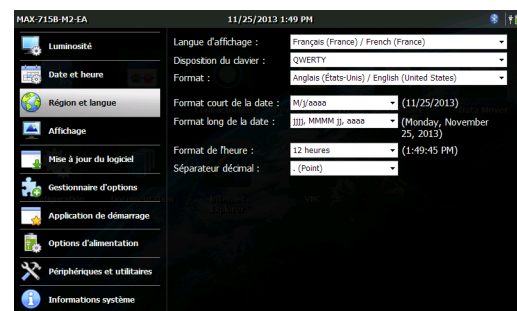 MAX-715B-M2-EA 11/25/2013 1:49 PM
Luminosité
Date et heure
Région et langue
Affichage
Mise à jour du logiciel
Gestionnaire d'options
Application de démarrage
Options d'alimentation
Périphériques et utilitaires
Informations système
Langue d'affichage : Français (France) / French (France)
Disposition du clavier : QWERTY
Format : Anglais (États-Unis) / English (United States)
Format court de la date : M/j/aaaa (11/25/2013)
Format long de la date : jjjj, MMMM jj, aaaa (Monday, November
25, 2013)
Format de l'heure : 12 heures (1:49:45 PM)
Séparateur décimal : . (Point)